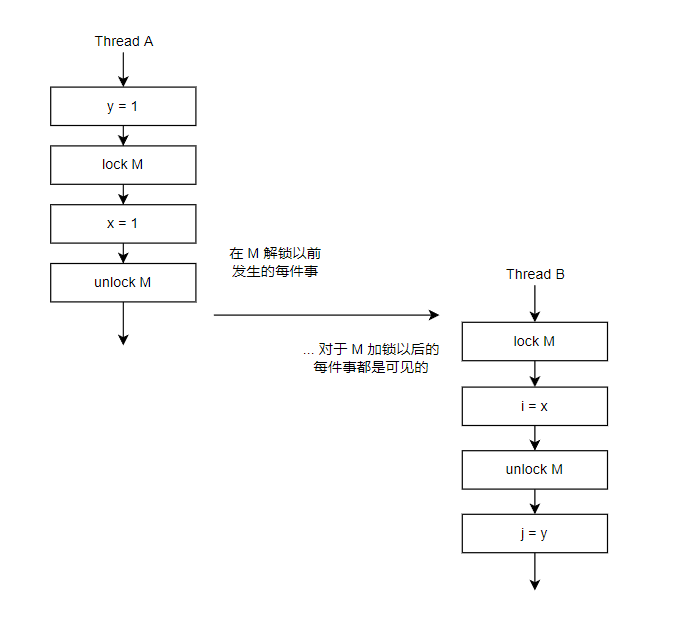 Thread A
y = 1
lock M
x = 1
unlock M
在 M 解锁以前
发生的每件事
... 对于 M 加锁以后的
每件事都是可见的
Thread B
lock M
i = x
unlock M
j = y